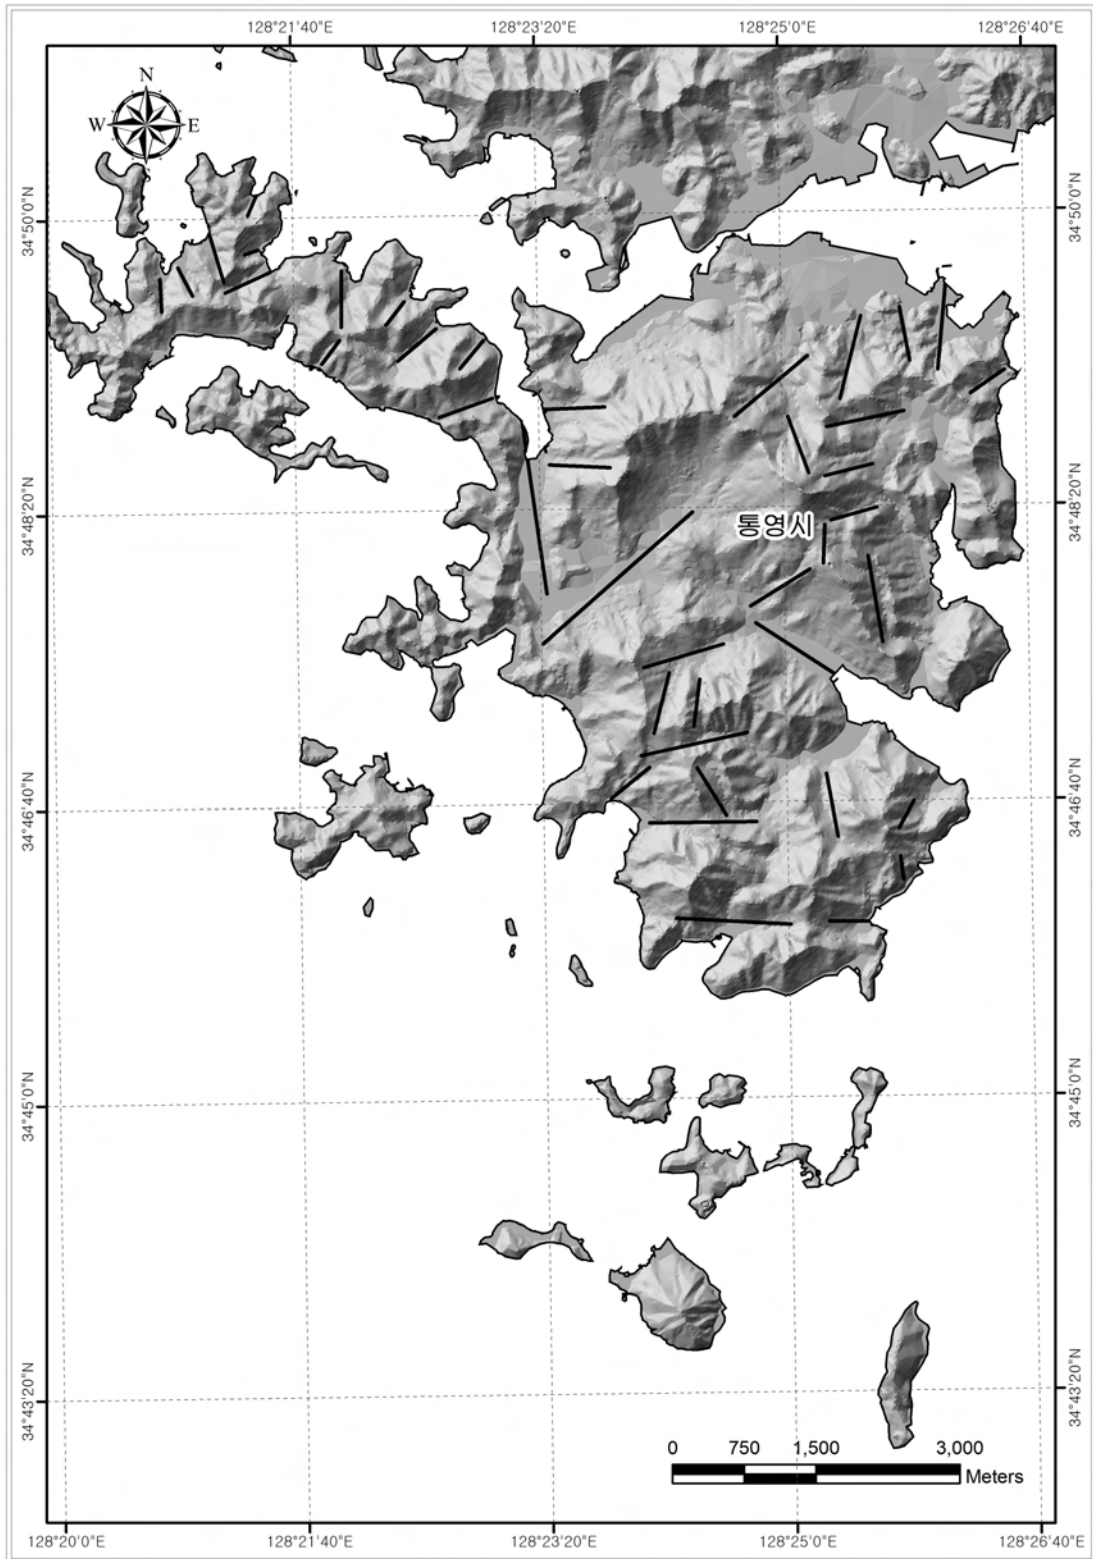 128°21'40"E 128°23'20"E 128°25'0"E 128°26'40"E
N
W E
34°50'0"N 34°50'0"N
34°48'20"N 34°48'20"N
통영시
34°46'40"N 34°46'40"N
34°45'0"N 34°45'0"N
34°43'20"N 34°43'20"N
0 750 1,500 3,000
Meters
128°20'0"E 128°21'40"E 128°23'20"E 128°25'0"E 128°26'40"E